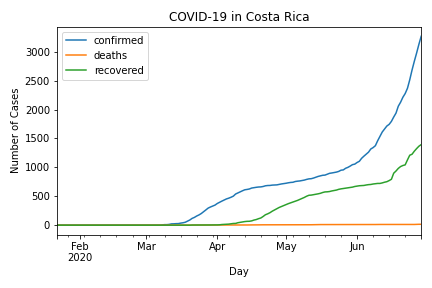 COVID-19 in Costa Rica
confirmed
deaths
recovered
Number of Cases
3000
2500
2000
1500
1000
500
0
Feb
2020
Mar
Apr
May
Jun
Day